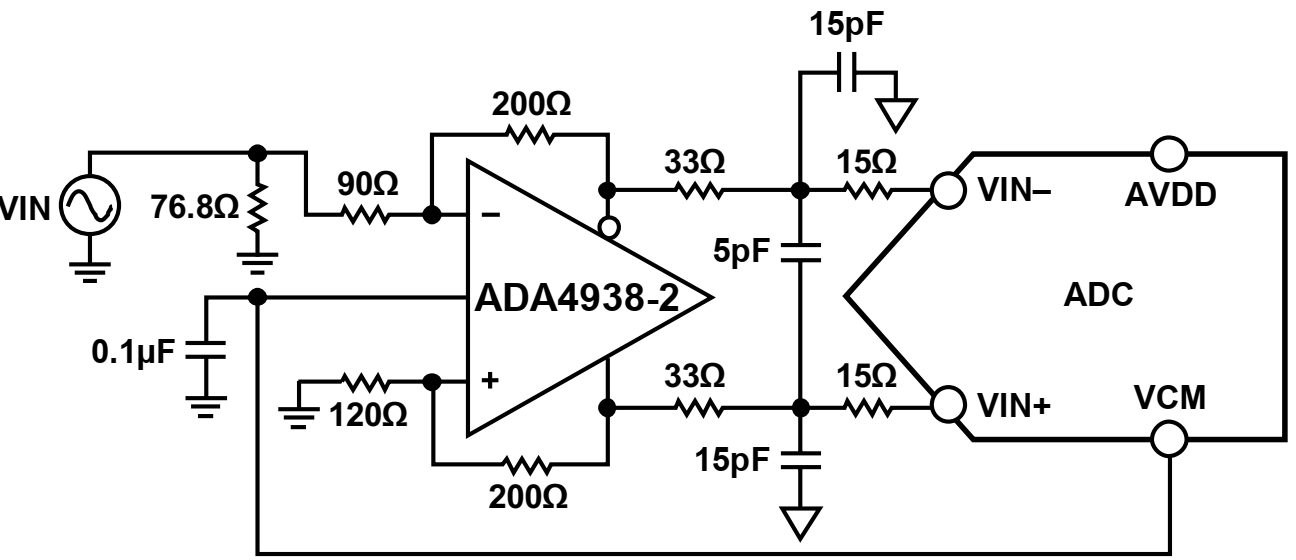 15pF
200Ω
33Ω
15Ω
90Ω
VIN
76.8Ω
–
VIN–
AVDD
5pF
ADA4938-2
ADC
0.1µF
+
33Ω
15Ω
120Ω
VIN+
VCM
15pF
200Ω